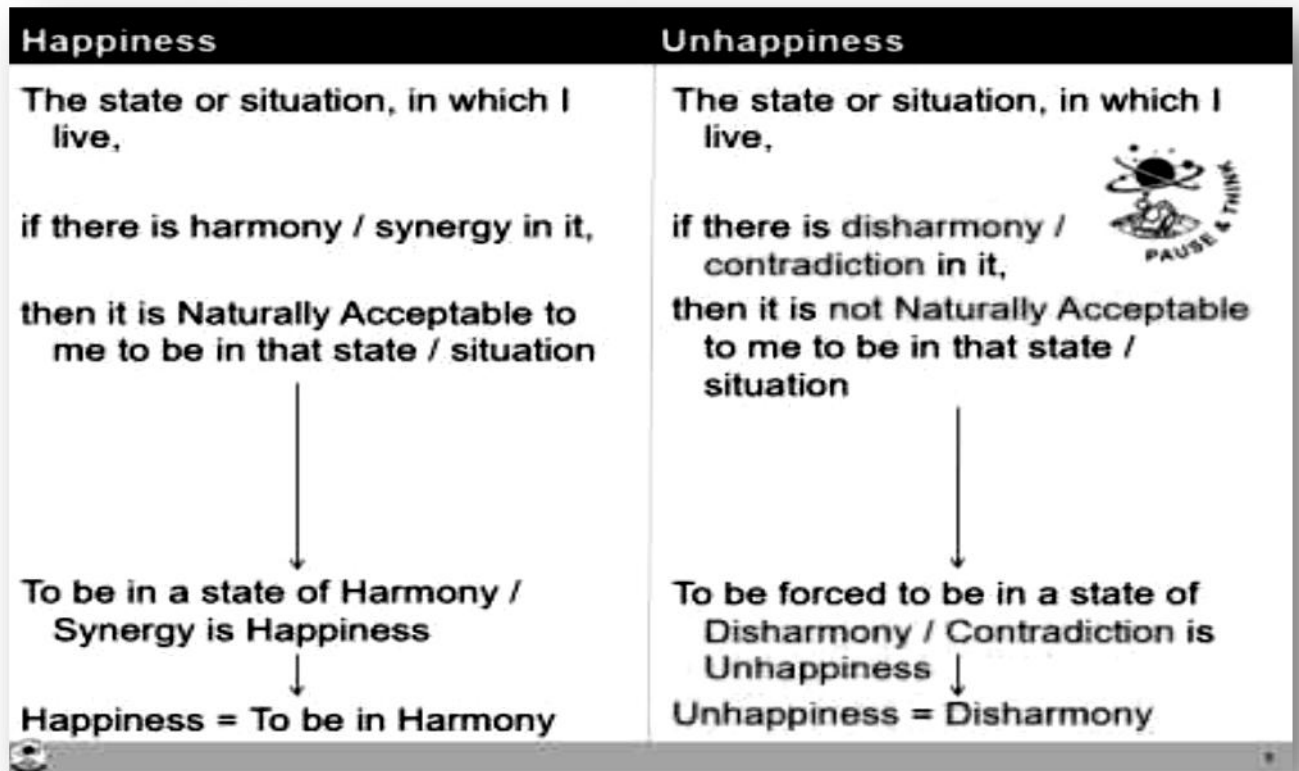 Happiness
The state or situation, in which I
live,
if there is harmony / synergy in it,
then it is Naturally Acceptable to
me to be in that state / situation
To be in a state of Harmony /
Synergy is Happiness
Happiness = To be in Harmony
Unhappiness
The state or situation, in which I
live,
if there is disharmony /
contradiction in it,
then it is not Naturally Acceptable
to me to be in that state /
situation
To be forced to be in a state of
Disharmony / Contradiction is
Unhappiness
Unhappiness = Disharmony
PAUSE & THINK